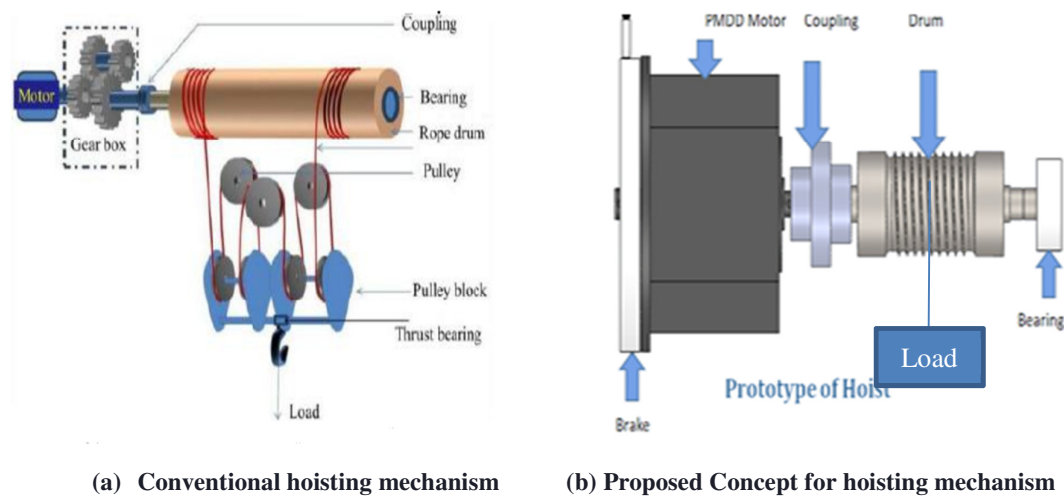 Coupling
Motor
Gear box
Bearing
Rope drum
Pulley
Pulley block
Thrust bearing
Load
PMDD Motor
Coupling
Drum
Bearing
Load
Prototype of Hoist
Brake
(a) Conventional hoisting mechanism
(b) Proposed Concept for hoisting mechanism